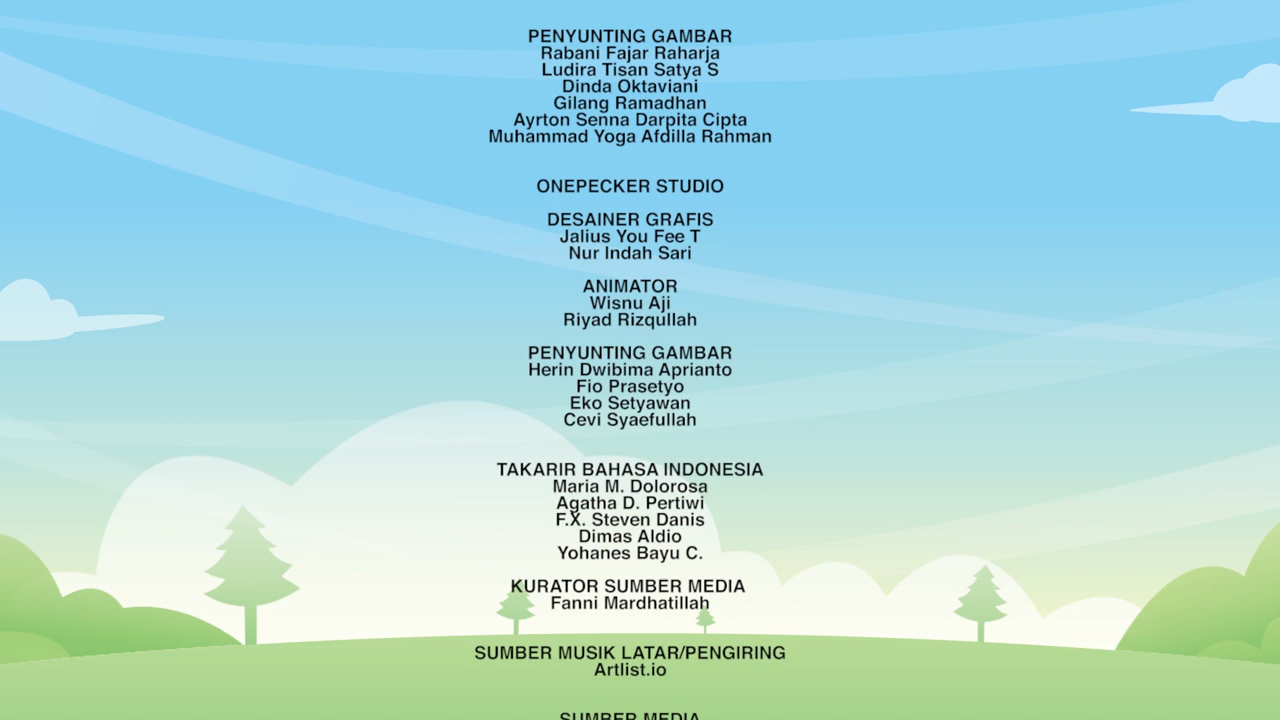 PENYUNTING GAMBAR
Rabani Fajar Raharja
Ludira Tisan Satya S
Dinda Oktaviani
Gilang Ramadhan
Ayrton Senna Darpita Cipta
Muhammad Yoga Afdilla Rahman
ONEPECKER STUDIO
DESAINER GRAFIS
Jalius You Fee T
Nur Indah Sari
ANIMATOR
Wisnu Aji
Riyad Rizqullah
PENYUNTING GAMBAR
Herin Dwibima Aprianto
Fio Prasetyo
Eko Setyawan
Cevi Syaefullah
TAKARIR BAHASA INDONESIA
Maria M. Dolorosa
Agatha D. Pertiwi
F.X. Steven Danis
Dimas Aldio
Yohanes Bayu C.
KURATOR SUMBER MEDIA
Fanni Mardhatillah
SUMBER MUSIK LATAR/PENGIRING
Artlist.io
SUMBER MEDIA